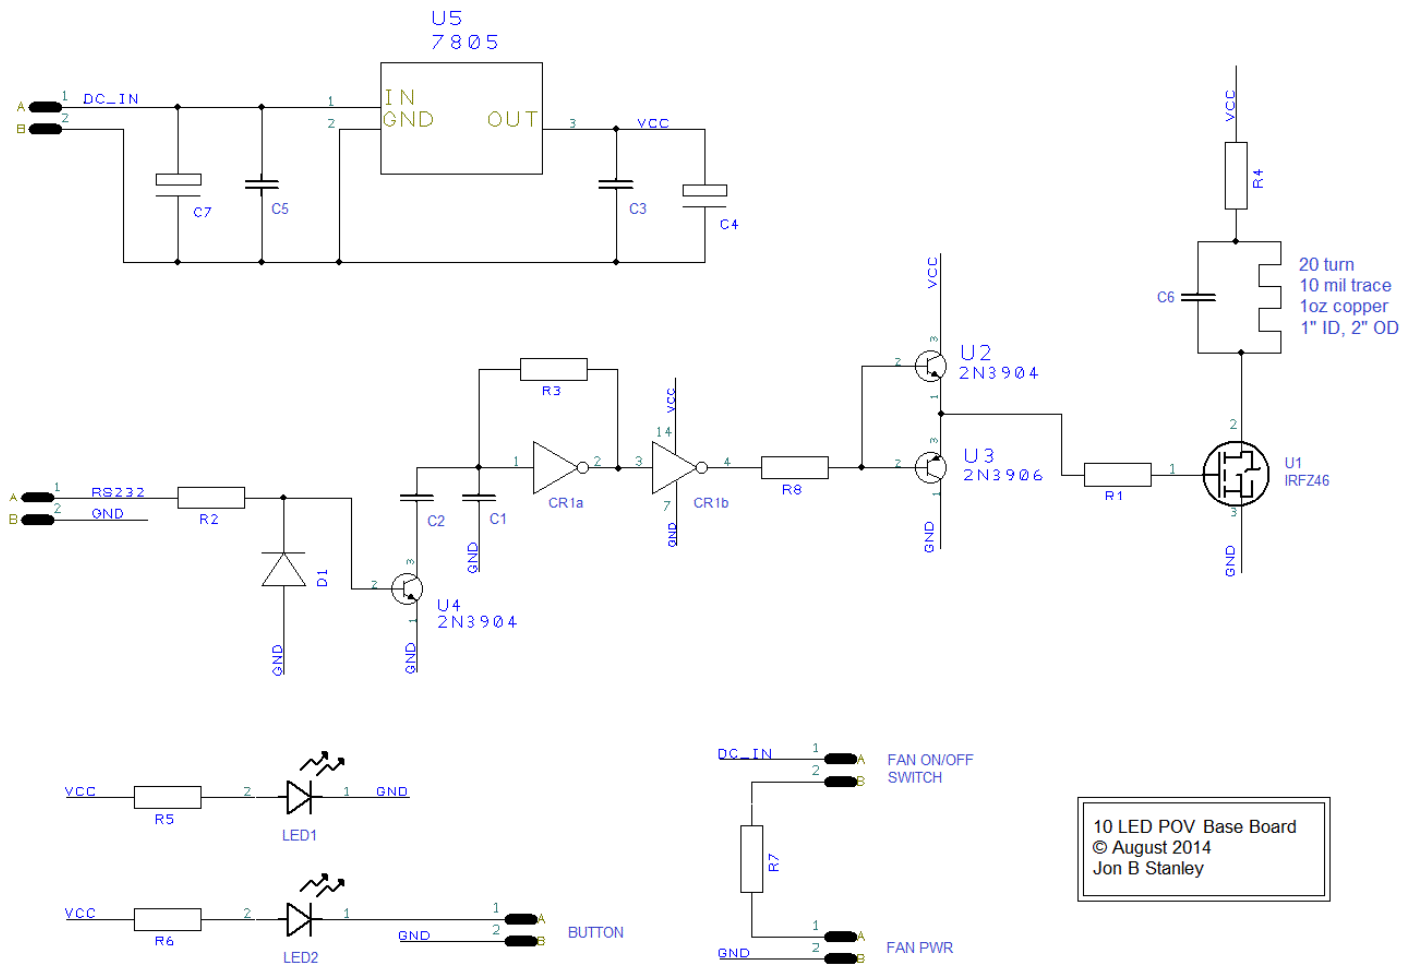 U5
7805
A 1 DC_IN 1 IN
B 2 2 GND OUT 3 VCC
C7
C5
C3
C4
VCC
R4
20 turn
10 mil trace
1oz copper
1" ID, 2" OD
C6
VCC
3
U2
2 2N3904
1
R3
VCC
14
1 2 3 4
CR1a
CR1b
7
GND
R8
3
U3
2 2N3906
1
GND
2
1
R1
U1
IRFZ46
3
GND
A 1 RS232
B 2 GND
R2
C2
C1
GND
D1
GND
3
2
U4
2N3904
1
GND
VCC 2 1 GND
R5
LED1
VCC 2 1 1 A
GND 2 B
BUTTON
R6
LED2
DC_IN 1 A FAN ON/OFF
2 B SWITCH
R7
1 A
FAN PWR
GND 2 B
10 LED POV Base Board
© August 2014
Jon B Stanley